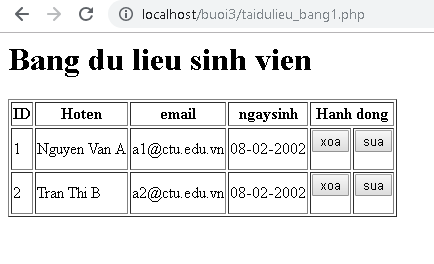 localhost/buoi3/taidulieu_bang1.php
Bang du lieu sinh vien
ID Hoten email ngaysinh Hanh dong
1 Nguyen Van A a1@ctu.edu.vn 08-02-2002 xoa sua
2 Tran Thi B a2@ctu.edu.vn 08-02-2002 xoa sua